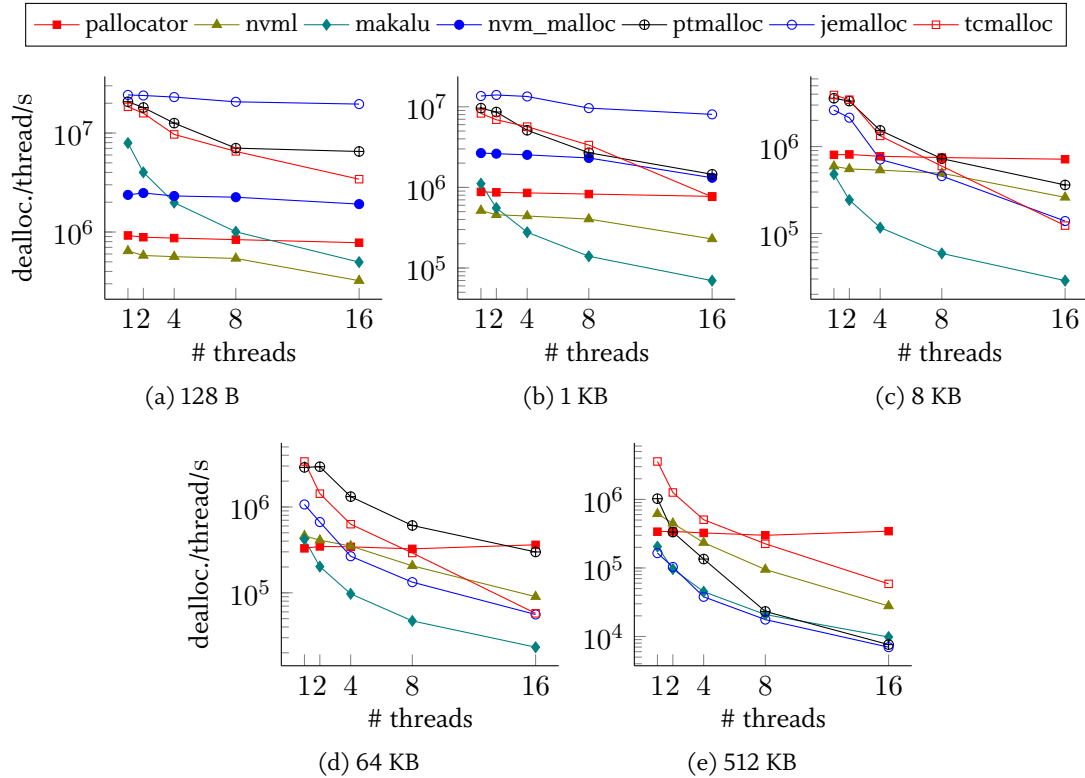 pallocator nvml makalu nvm_malloc ptmalloc jemalloc tcmalloc
dealloc./thread/s
10^7
10^6
1 2 4 8 16
# threads
(a) 128 B
10^7
10^6
10^5
1 2 4 8 16
# threads
(b) 1 KB
10^6
10^5
1 2 4 8 16
# threads
(c) 8 KB
dealloc./thread/s
10^6
10^5
1 2 4 8 16
# threads
(d) 64 KB
dealloc./thread/s
10^6
10^5
10^4
1 2 4 8 16
# threads
(e) 512 KB